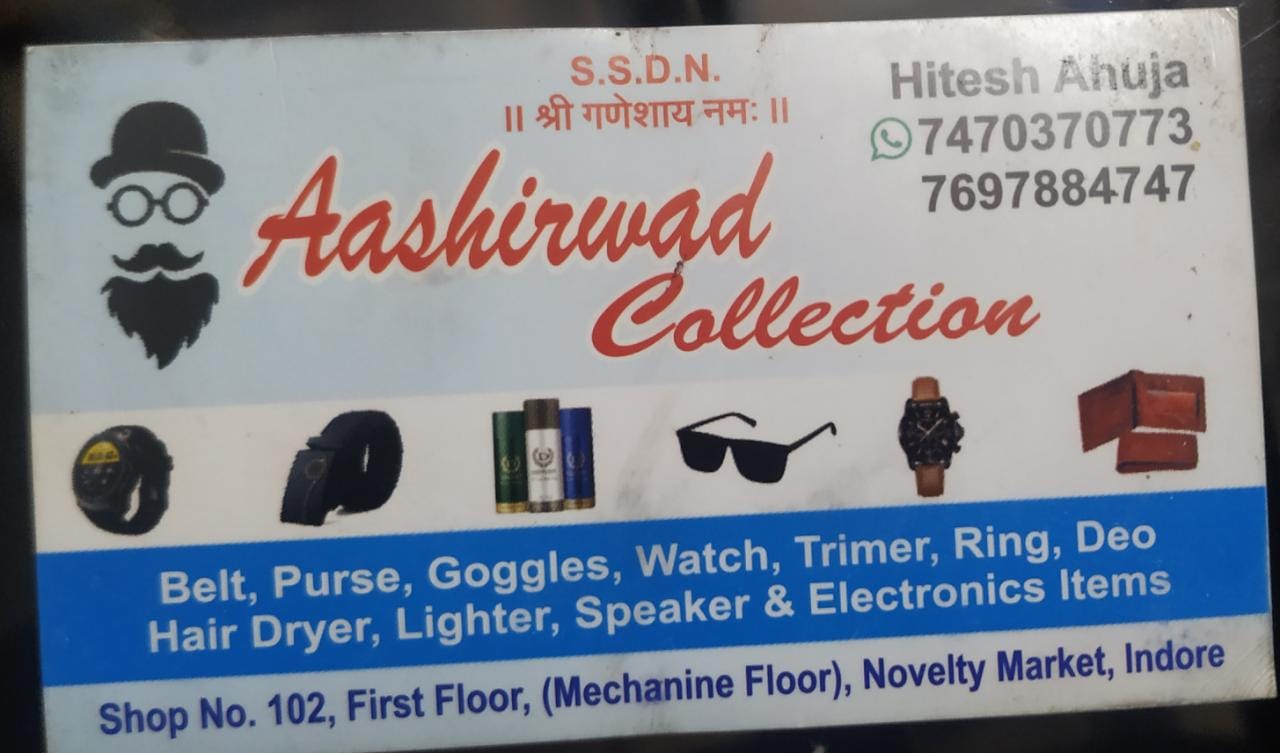 S.S.D.N.
॥ श्री गणेशाय नमः ॥
Hitesh Ahuja
7470370773
7697884747
Aashirwad
Collection
Belt, Purse, Goggles, Watch, Trimer, Ring, Deo
Hair Dryer, Lighter, Speaker & Electronics Items
Shop No. 102, First Floor, (Mechanine Floor), Novelty Market, Indore